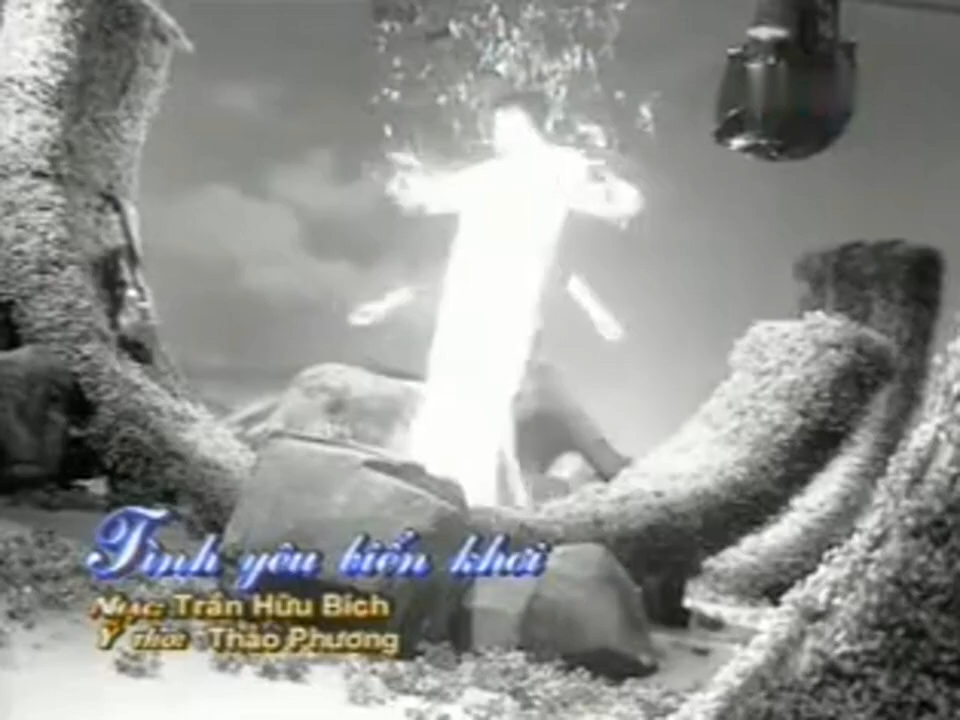 Tình yêu biển khơi
Nhạc: Trần Hữu Bích
Ý thơ: Thảo Phương